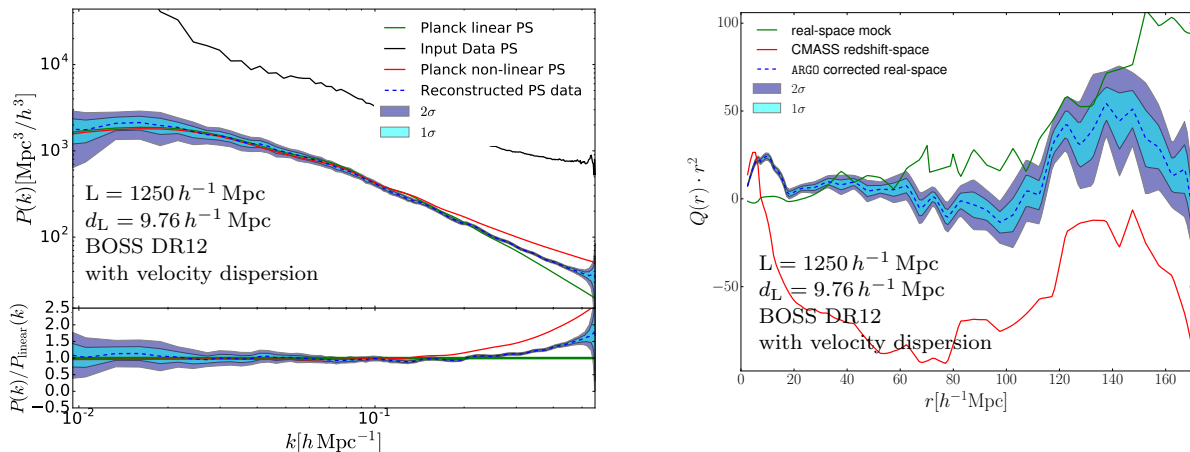 10⁴
10³
10²
P(k)[Mpc³/h³]
Planck linear PS
Input Data PS
Planck non-linear PS
Reconstructed PS data
2σ
1σ
L = 1250 h⁻¹ Mpc
d_L = 9.76 h⁻¹ Mpc
BOSS DR12
with velocity dispersion
2.5
2.0
1.5
1.0
0.5
0.0
−0.5
P(k)/P_linear(k)
10⁻²
10⁻¹
k[h Mpc⁻¹]
100
50
0
−50
Q(r) · r²
real-space mock
CMASS redshift-space
ARGO corrected real-space
2σ
1σ
L = 1250 h⁻¹ Mpc
d_L = 9.76 h⁻¹ Mpc
BOSS DR12
with velocity dispersion
0 20 40 60 80 100 120 140 160
r[h⁻¹Mpc]